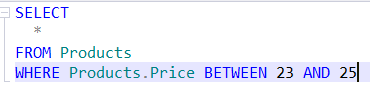 SELECT
*
FROM Products
WHERE Products.Price BETWEEN 23 AND 25